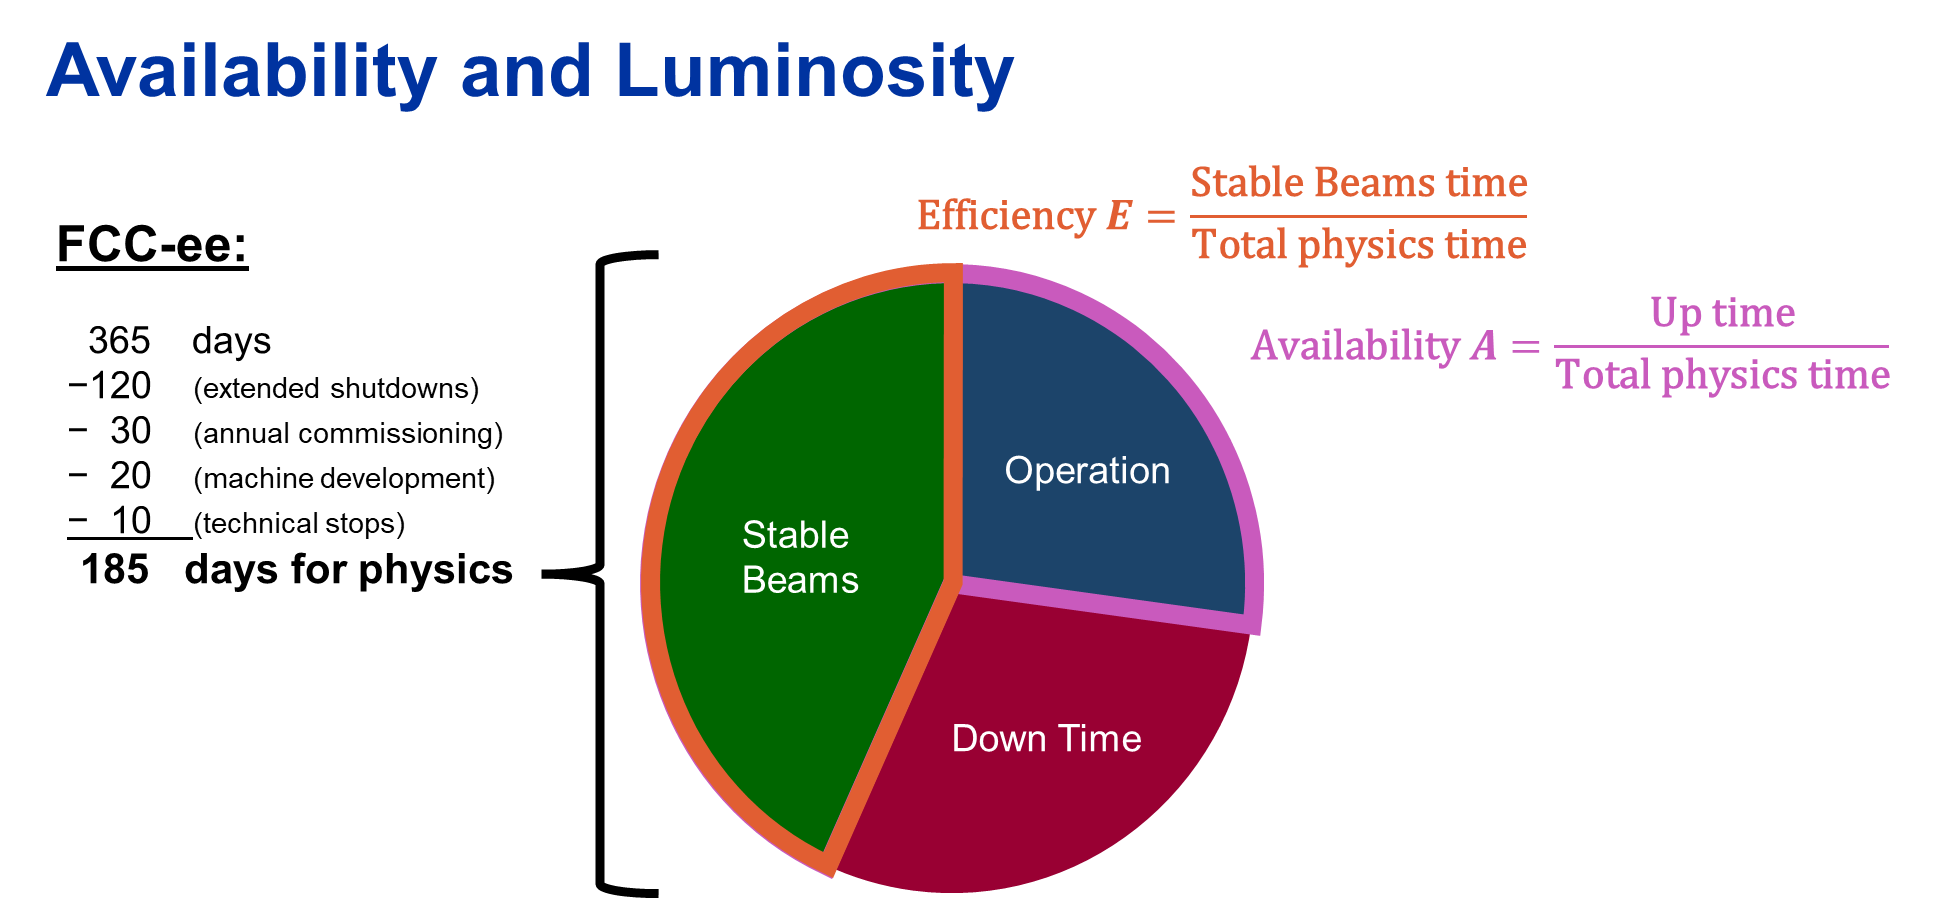 Availability and Luminosity
FCC-ee:
365 days
−120 (extended shutdowns)
− 30 (annual commissioning)
− 20 (machine development)
− 10 (technical stops)
185 days for physics
Efficiency E = Stable Beams time / Total physics time
Availability A = Up time / Total physics time
Operation
Stable
Beams
Down Time